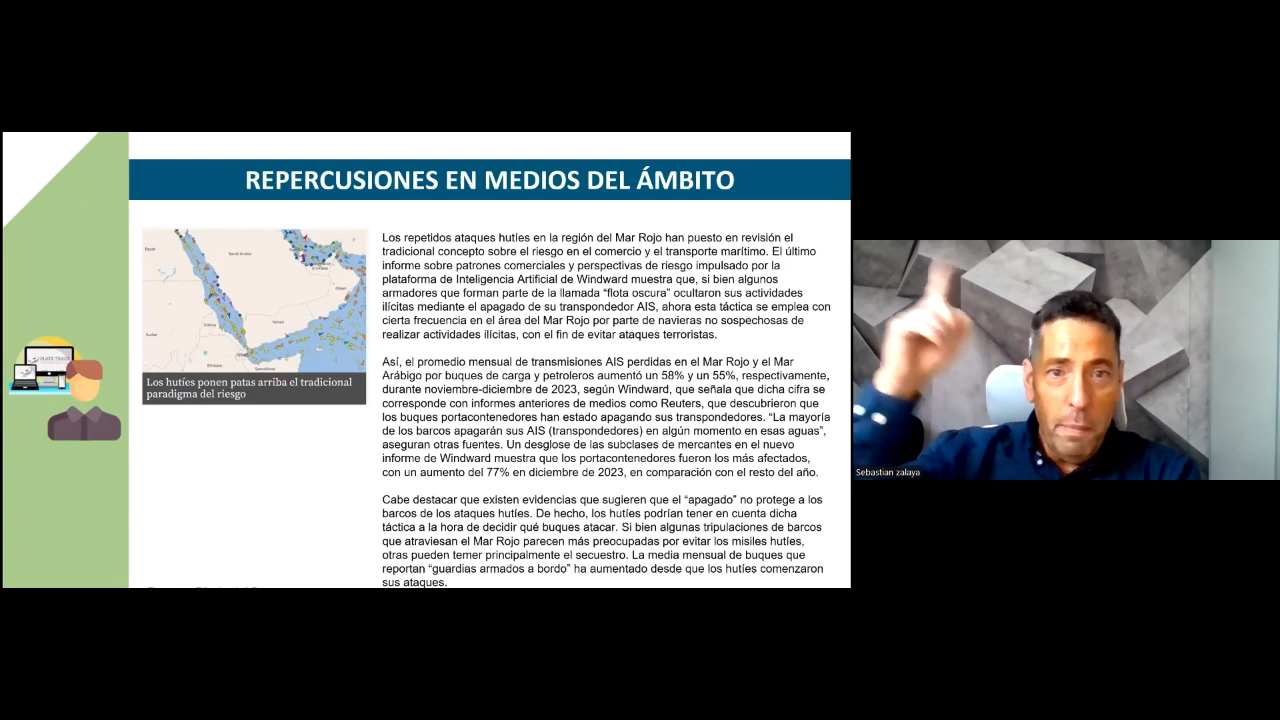 REPERCUSIONES EN MEDIOS DEL ÁMBITO
Los hutíes ponen patas arriba el tradicional
paradigma del riesgo
Los repetidos ataques hutíes en la región del Mar Rojo han puesto en revisión el
tradicional concepto sobre el riesgo en el comercio y el transporte marítimo. El último
informe sobre patrones comerciales y perspectivas de riesgo impulsado por la
plataforma de Inteligencia Artificial de Windward muestra que, si bien algunos
armadores que forman parte de la llamada “flota oscura” ocultaron sus actividades
ilícitas mediante el apagado de su transpondedor AIS, ahora esta táctica se emplea con
cierta frecuencia en el área del Mar Rojo por parte de navieras no sospechosas de
realizar actividades ilícitas, con el fin de evitar ataques terroristas.
Así, el promedio mensual de transmisiones AIS perdidas en el Mar Rojo y el Mar
Arábigo por buques de carga y petroleros aumentó un 58% y un 55%, respectivamente,
durante noviembre-diciembre de 2023, según Windward, que señala que dicha cifra se
corresponde con informes anteriores de medios como Reuters, que descubrieron que
los buques portacontenedores han estado apagando sus transpondedores. “La mayoría
de los barcos apagarán sus AIS (transpondedores) en algún momento en esas aguas”,
aseguran otras fuentes. Un desglose de las subclases de mercantes en el nuevo
informe de Windward muestra que los portacontenedores fueron los más afectados,
con un aumento del 77% en diciembre de 2023, en comparación con el resto del año.
Cabe destacar que existen evidencias que sugieren que el “apagado” no protege a los
barcos de los ataques hutíes. De hecho, los hutíes podrían tener en cuenta dicha
táctica a la hora de decidir qué buques atacar. Si bien algunas tripulaciones de barcos
que atraviesan el Mar Rojo parecen más preocupadas por evitar los misiles hutíes,
otras pueden temer principalmente el secuestro. La media mensual de buques que
reportan “guardias armados a bordo” ha aumentado desde que los hutíes comenzaron
sus ataques.
Egypt
Saudi Arabia
Oman
Sudan
Eritrea
Yemen
Ethiopia
Sebastian zalaya